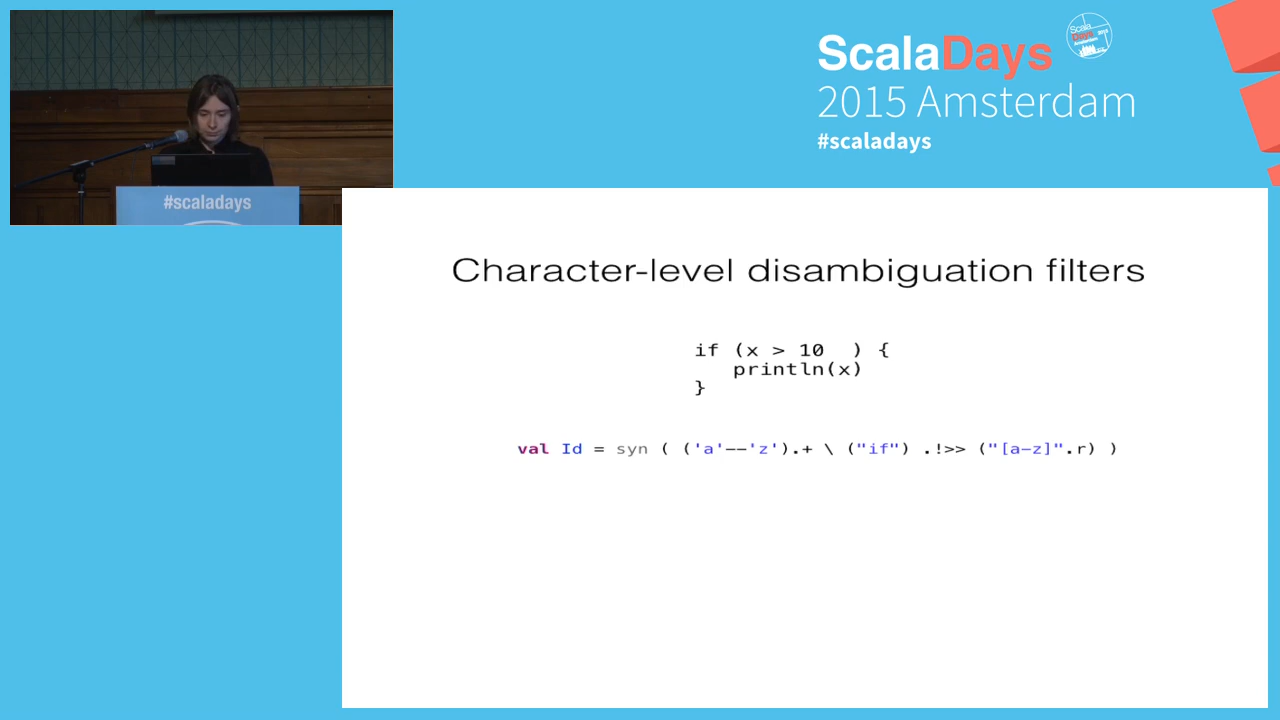 ScalaDays
2015 Amsterdam
#scaladays
#scaladays
Character-level disambiguation filters
if (x > 10  ) {
   println(x)
}
val Id = syn ( ('a'--'z').+ \ ("if") .!>> ("[a-z]".r) )